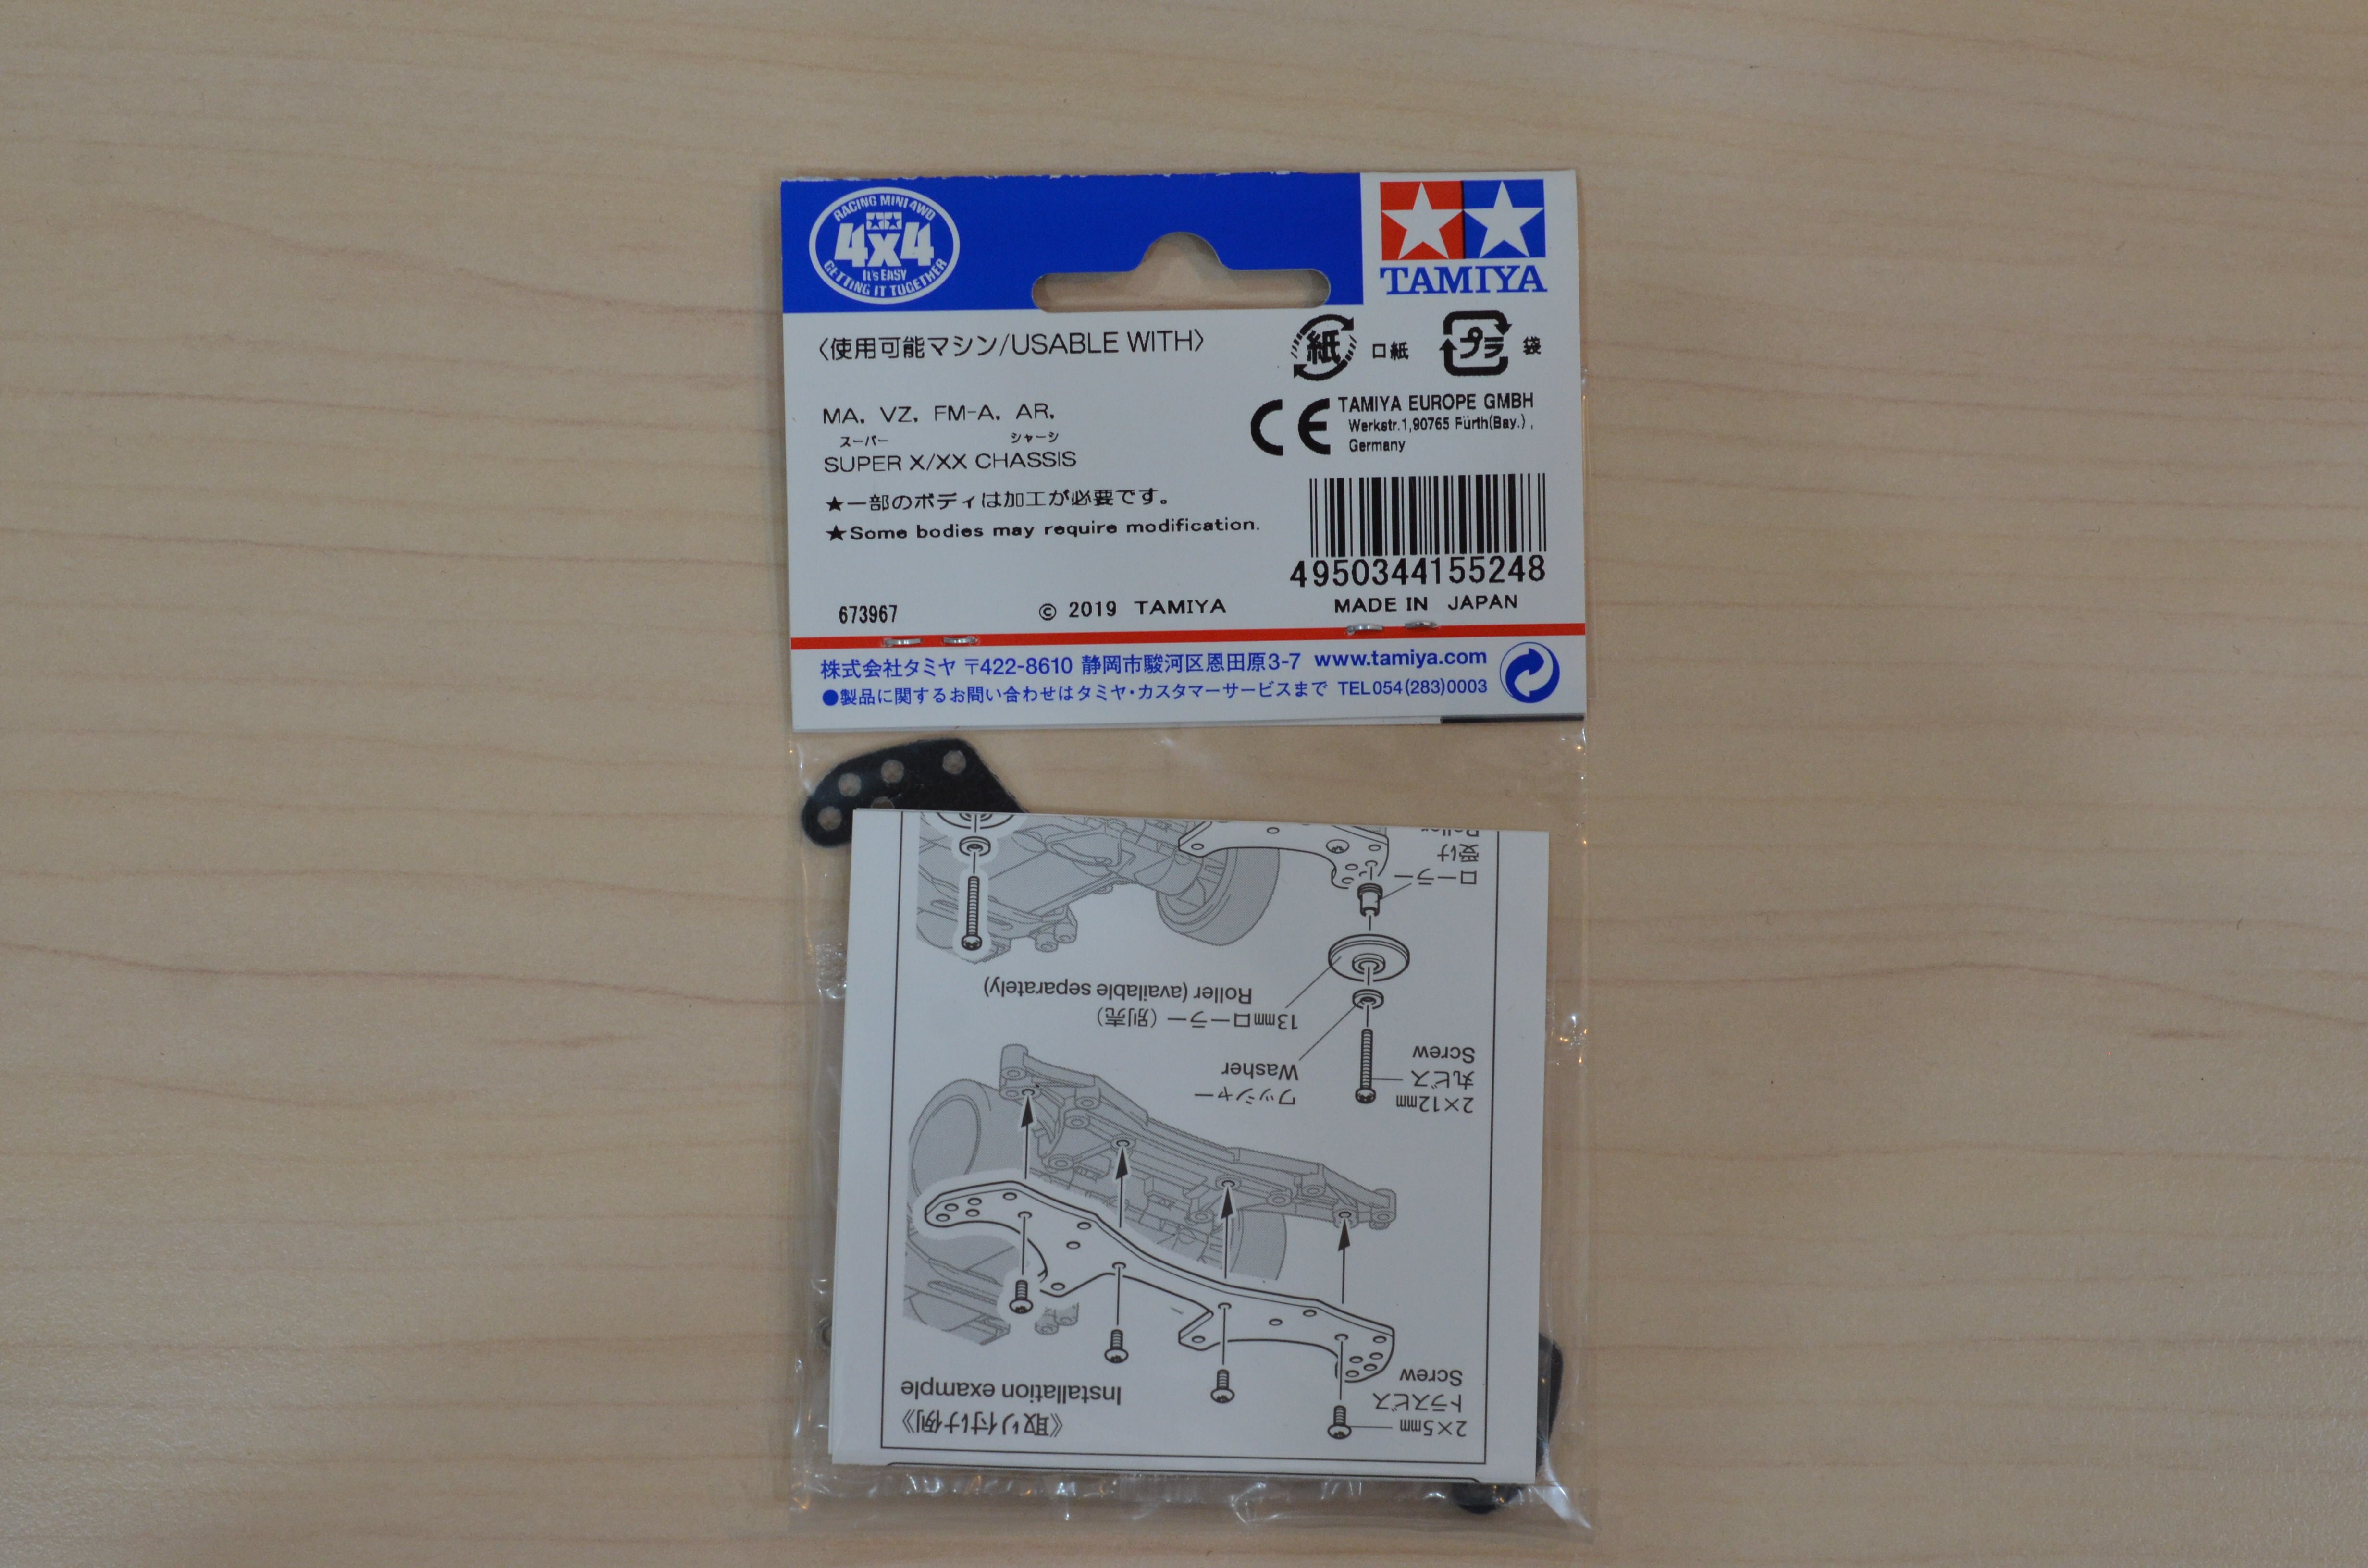 RACING MINI 4WD
4x4
It's EASY
GETTING IT TOGETHER
TAMIYA
〈使用可能マシン/USABLE WITH〉
紙 口紙 プラ 袋
MA. VZ. FM-A. AR.
スーパー シャーシ
SUPER X/XX CHASSIS
★一部のボディは加工が必要です。
★Some bodies may require modification.
CE
TAMIYA EUROPE GMBH
Werkstr.1,90765 Fürth(Bay.),
Germany
4950344155248
673967
© 2019 TAMIYA
MADE IN JAPAN
株式会社タミヤ 〒422-8610 静岡市駿河区恩田原3-7 www.tamiya.com
●製品に関するお問い合わせはタミヤ・カスタマーサービスまで TEL054(283)0003
《取り付け例》
Installation example
2×5mm
トラスビス
Screw
2×12mm
丸ビス
Screw
ワッシャー
Washer
13mmローラー（別売）
Roller (available separately)
ローラー
受け
Roller